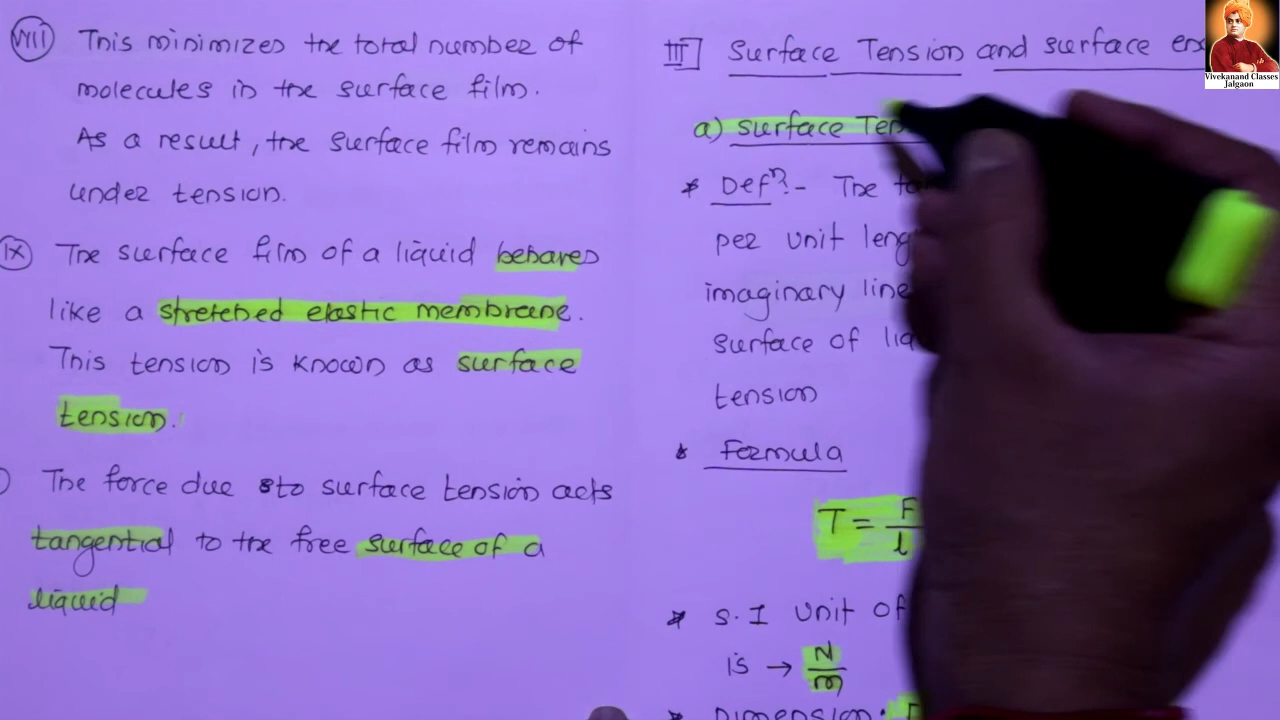 VIII This minimizes the total number of
molecules in the surface film.
As a result, the surface film remains
under tension.
IX The surface film of a liquid behaves
like a stretched elastic membrane.
This tension is known as surface
tension.
The force due to surface tension acts
tangential to the free surface of a
liquid
III] Surface Tension and surface
a) Surface
* Defn:- The
per unit
imaginary line
surface of
tension
* Formula
T = F
l
* S.I unit of
is → N
m
* Dimension:
Vivekanand Classes
Jalgaon